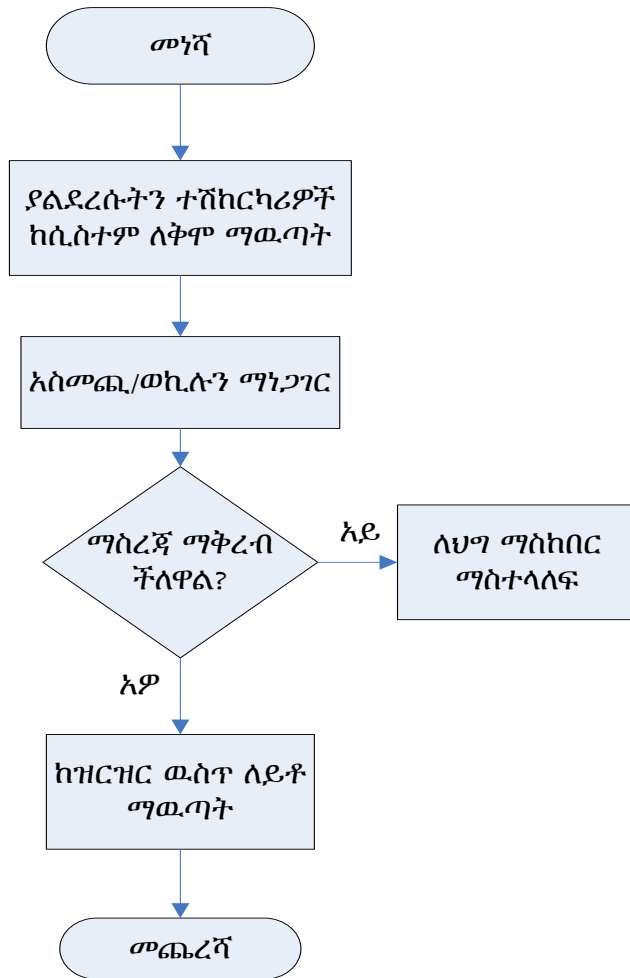 መነሻ
ያልደረሱትን ተሽከርካሪዎች
ከሲስተም ለቅሞ ማዉጣት
አስመጪ/ወኪሉን ማነጋገር
ማስረጃ ማቅረብ
ችለዋል?
አይ
ለህግ ማስከበር
ማስተላለፍ
አዎ
ከዝርዝር ዉስጥ ለይቶ
ማዉጣት
መጨረሻ